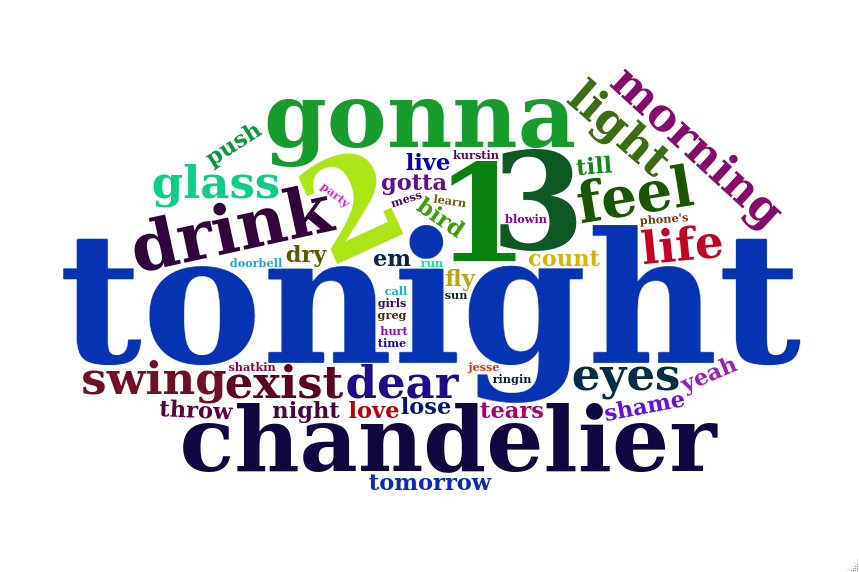 morning
light
gonna
push
live
kurstin
till
glass
gotta
2
1
3
feel
party
mess
learn
bird
blowin
phone's
drink
life
dry
em
run
count
doorbell
fly
tonight
call
sun
girls
greg
hurt
time
swing
shatkin
exist
dear
jesse
ringin
eyes
yeah
throw
night
love
lose
tears
shame
chandelier
tomorrow